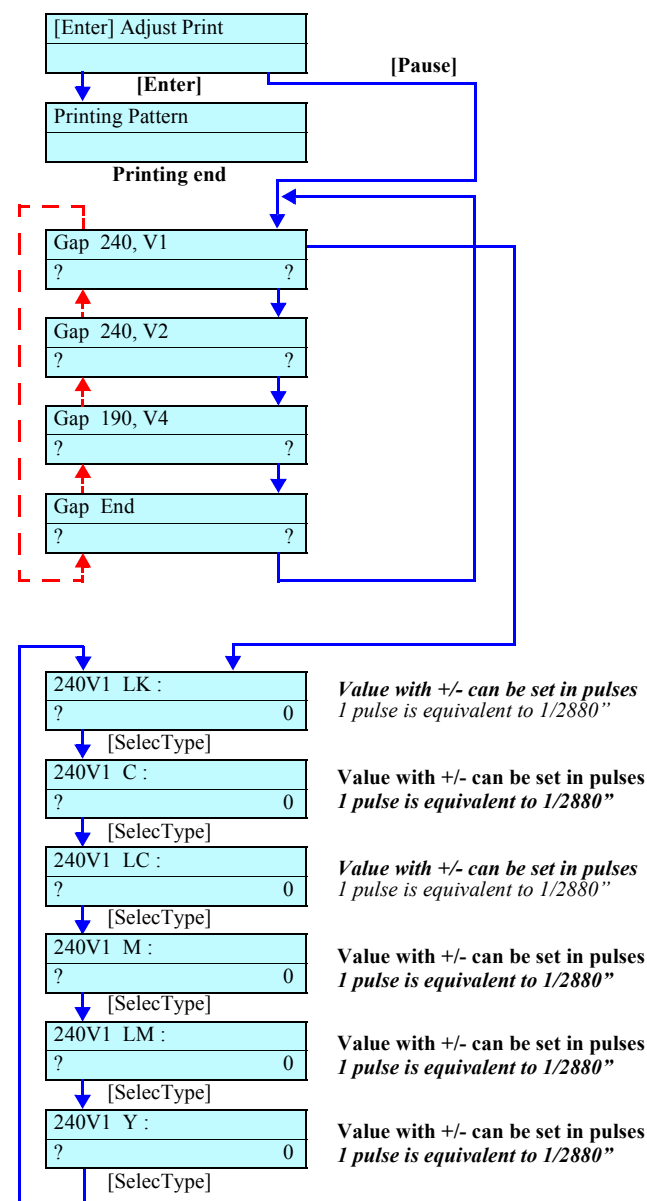 [Enter] Adjust Print
[Pause]
[Enter]
Printing Pattern
Printing end
Gap 240, V1
? ?
Gap 240, V2
? ?
Gap 190, V4
? ?
Gap End
? ?
240V1 LK :
? 0
Value with +/- can be set in pulses
1 pulse is equivalent to 1/2880”
[SelecType]
240V1 C :
? 0
Value with +/- can be set in pulses
1 pulse is equivalent to 1/2880”
[SelecType]
240V1 LC :
? 0
Value with +/- can be set in pulses
1 pulse is equivalent to 1/2880”
[SelecType]
240V1 M :
? 0
Value with +/- can be set in pulses
1 pulse is equivalent to 1/2880”
[SelecType]
240V1 LM :
? 0
Value with +/- can be set in pulses
1 pulse is equivalent to 1/2880”
[SelecType]
240V1 Y :
? 0
Value with +/- can be set in pulses
1 pulse is equivalent to 1/2880”
[SelecType]